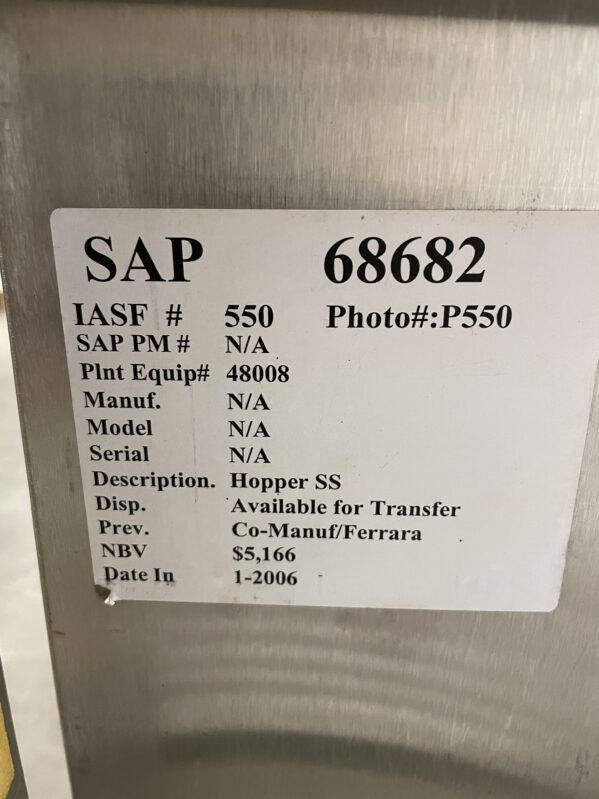 SAP 68682
IASF # 550 Photo#:P550
SAP PM # N/A
Plnt Equip# 48008
Manuf. N/A
Model N/A
Serial N/A
Description. Hopper SS
Disp. Available for Transfer
Prev. Co-Manuf/Ferrara
NBV $5,166
Date In 1-2006